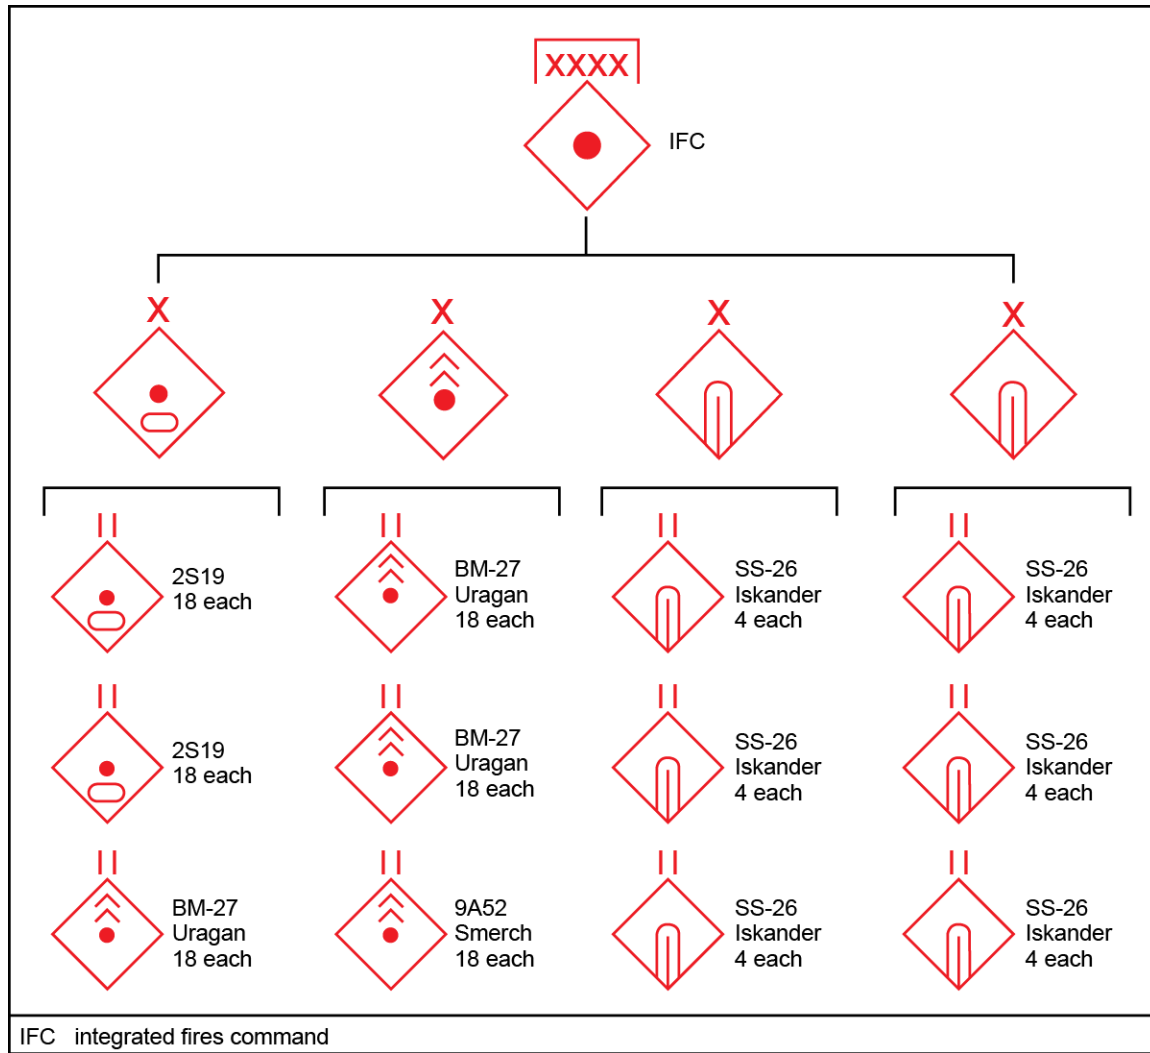 XXXX
IFC
X
X
X
X
II
2S19
18 each
II
BM-27
Uragan
18 each
II
SS-26
Iskander
4 each
II
SS-26
Iskander
4 each
II
2S19
18 each
II
BM-27
Uragan
18 each
II
SS-26
Iskander
4 each
II
SS-26
Iskander
4 each
II
BM-27
Uragan
18 each
II
9A52
Smerch
18 each
II
SS-26
Iskander
4 each
II
SS-26
Iskander
4 each
IFC integrated fires command